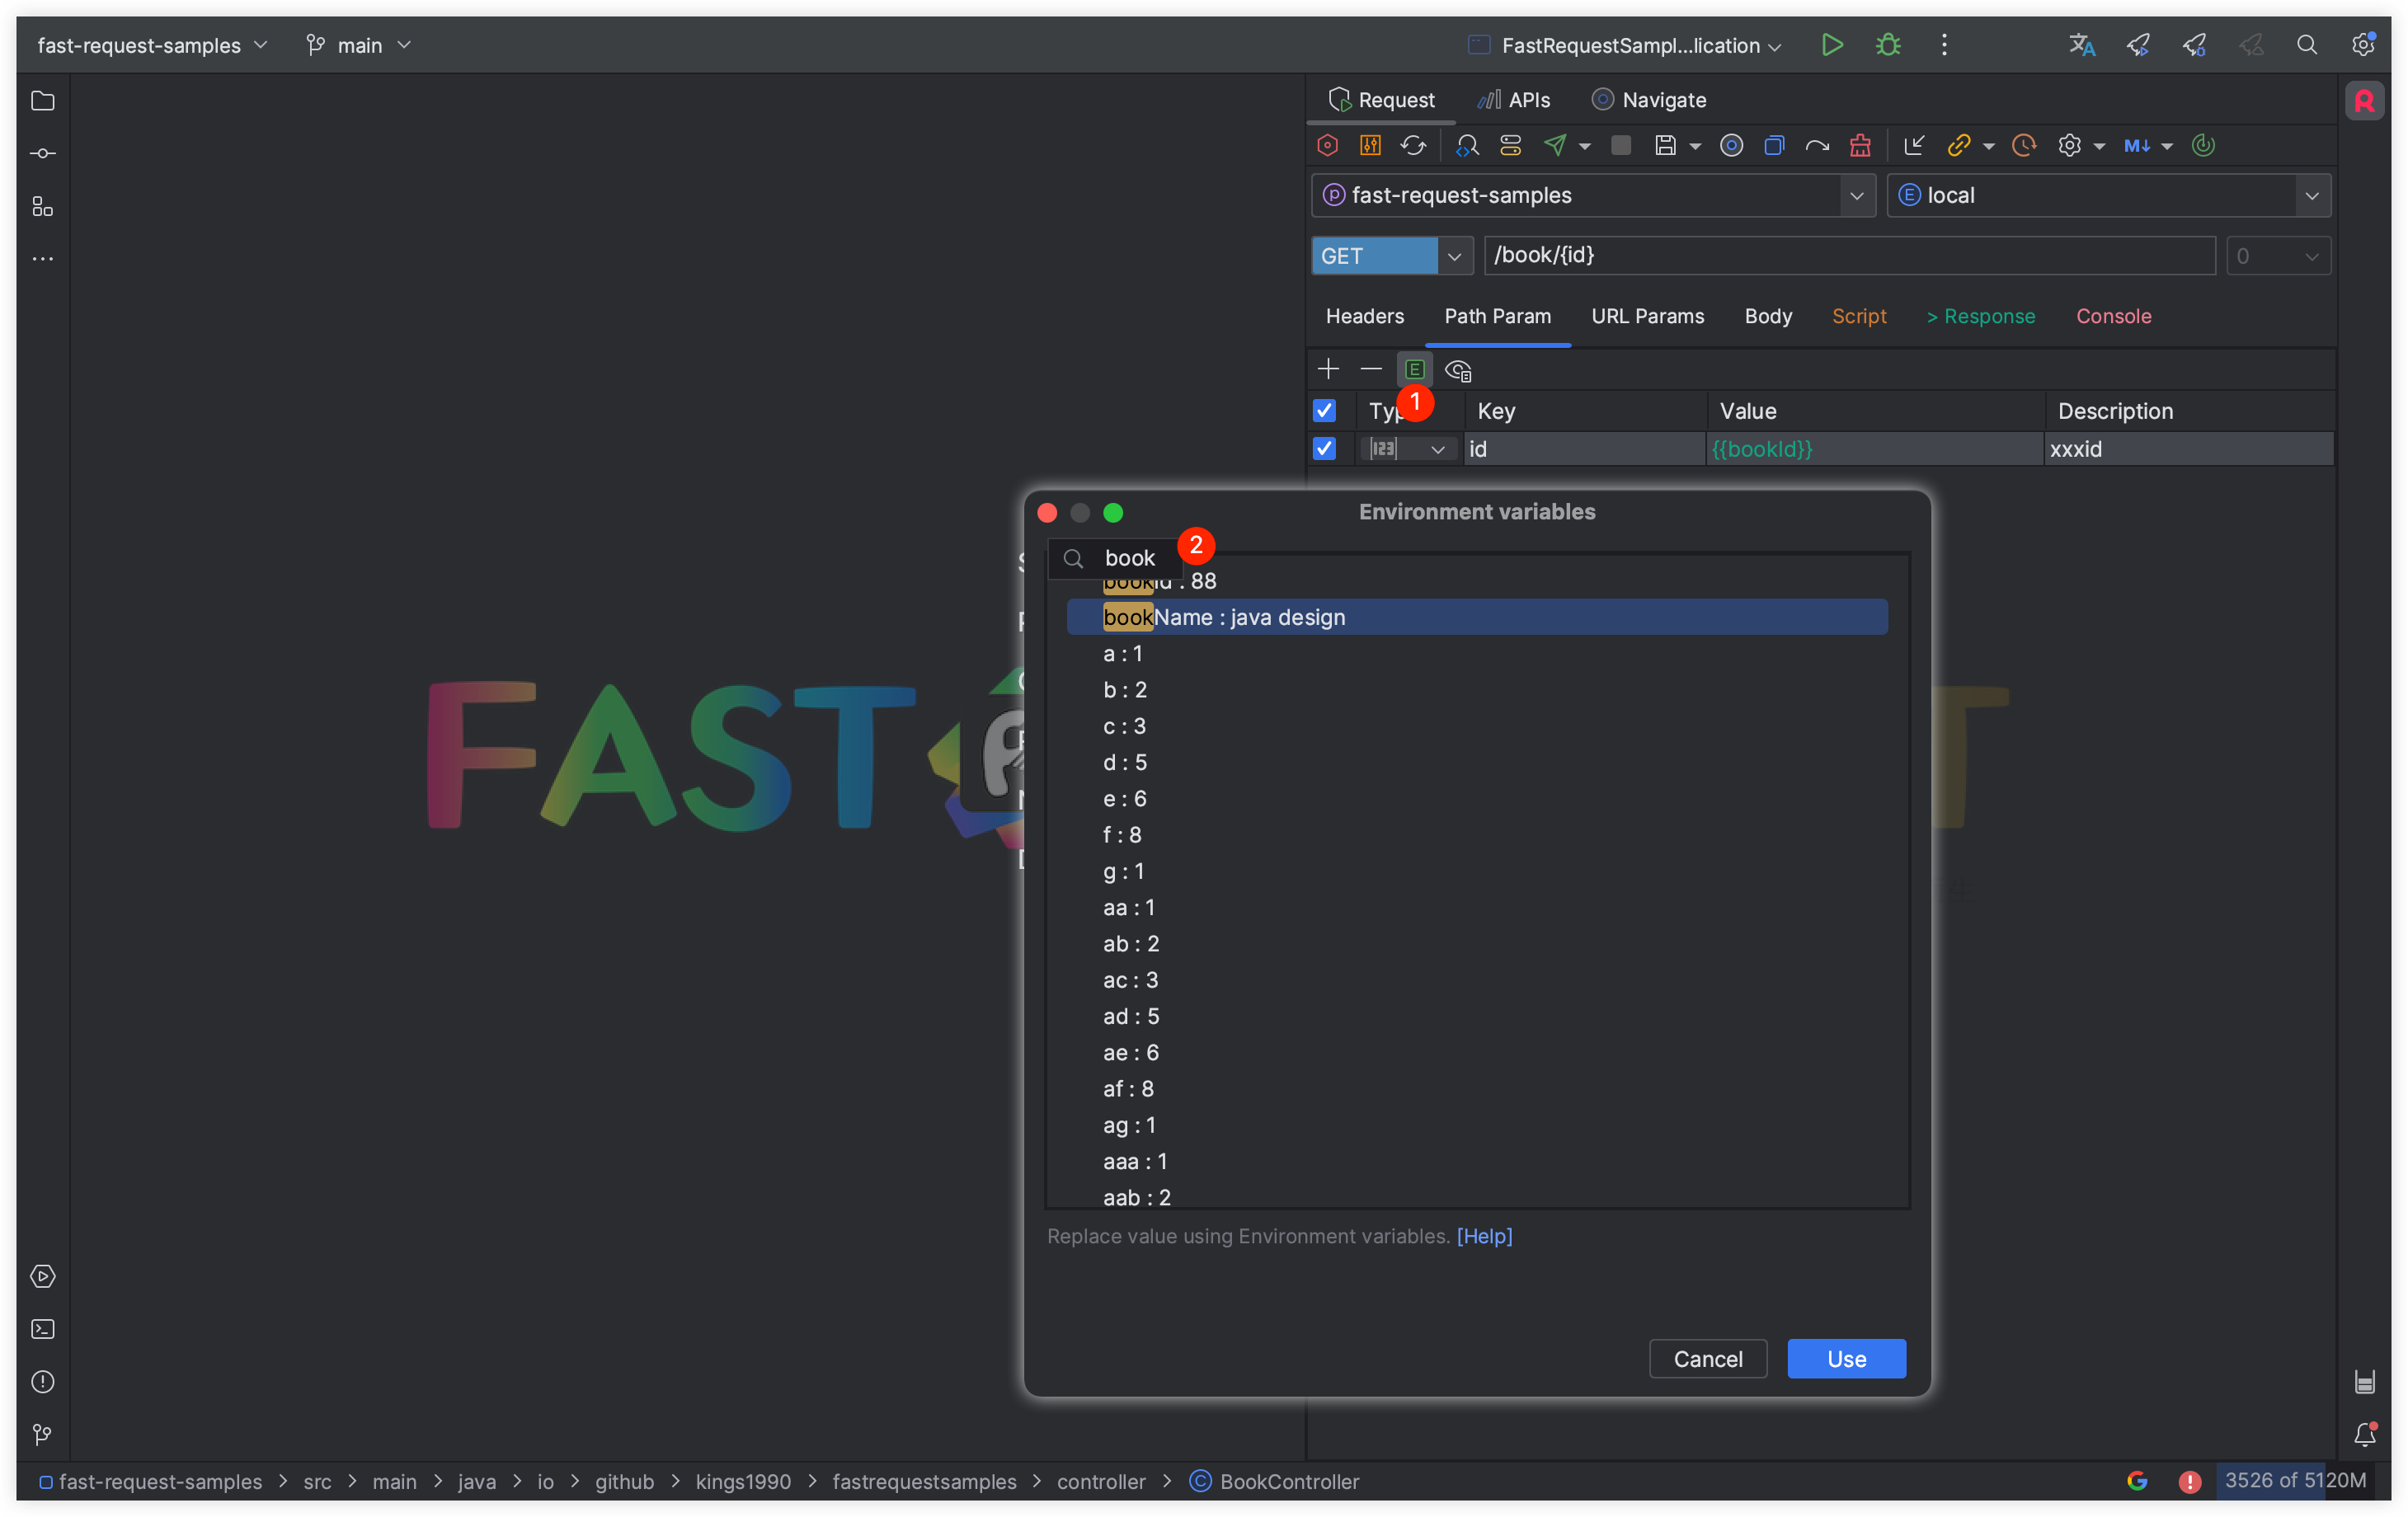 fast-request-samples main FastRequestSampl...lication
Request APIs Navigate
M↓
fast-request-samples local
GET /book/{id} 0
Headers Path Param URL Params Body Script > Response Console
E
1
Key Value Description
123 id {{bookId}} xxxid
Environment variables
book 2
bookId : 88
bookName : java design
a : 1
b : 2
c : 3
d : 5
e : 6
f : 8
g : 1
aa : 1
ab : 2
ac : 3
ad : 5
ae : 6
af : 8
ag : 1
aaa : 1
aab : 2
FAST
T
Replace value using Environment variables. [Help]
Cancel Use
fast-request-samples > src > main > java > io > github > kings1990 > fastrequestsamples > controller > BookController
3526 of 5120M